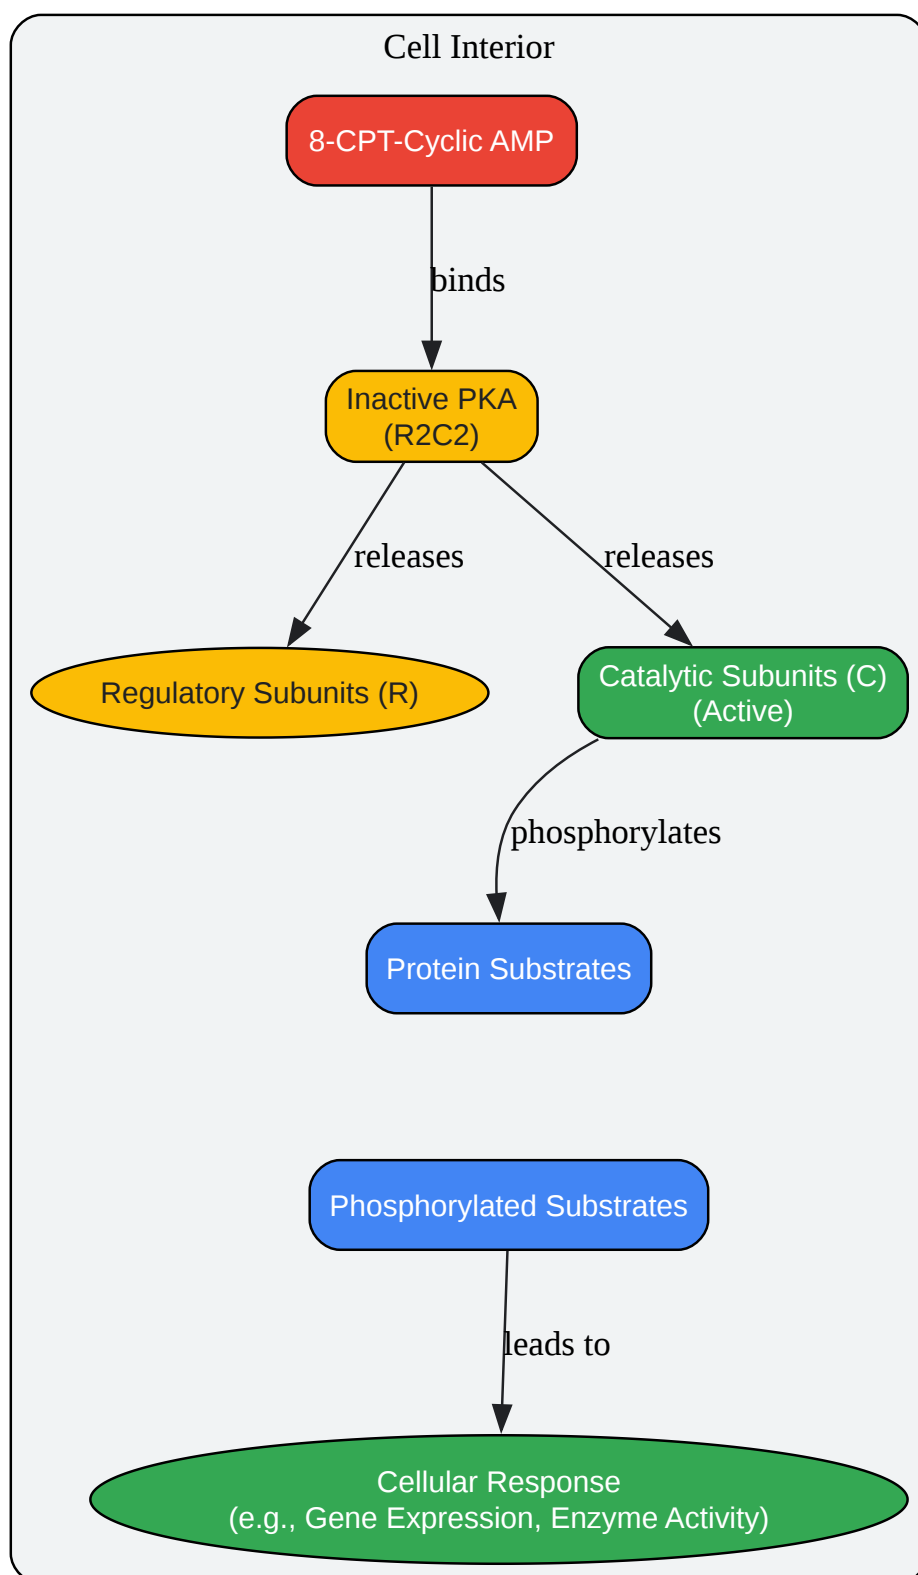 Cell Interior
8-CPT-Cyclic AMP
binds
Inactive PKA
(R2C2)
releases
releases
Regulatory Subunits (R)
Catalytic Subunits (C)
(Active)
phosphorylates
Protein Substrates
Phosphorylated Substrates
leads to
Cellular Response
(e.g., Gene Expression, Enzyme Activity)